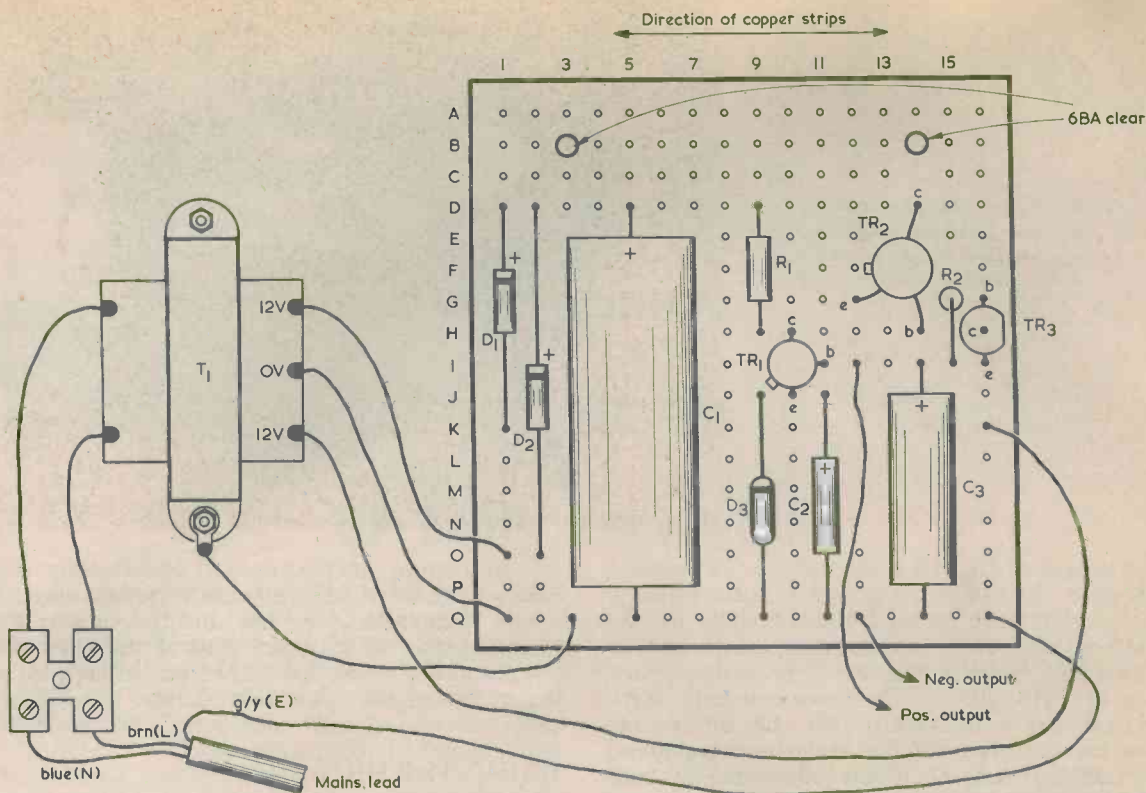 Direction of copper strips
1 3 5 7 9 11 13 15
A
B
C
D
E
F
G
H
I
J
K
L
M
N
O
P
Q
6BA clear
T1
12V
0V
12V
+
D1
+
D2
+
C1
R1
c
TR1
b
e
D3
+
C2
c
TR2
e
b
R2
b
c
TR3
e
+
C3
Neg. output
Pos. output
g/y (E)
brn(L)
blue(N)
Mains lead